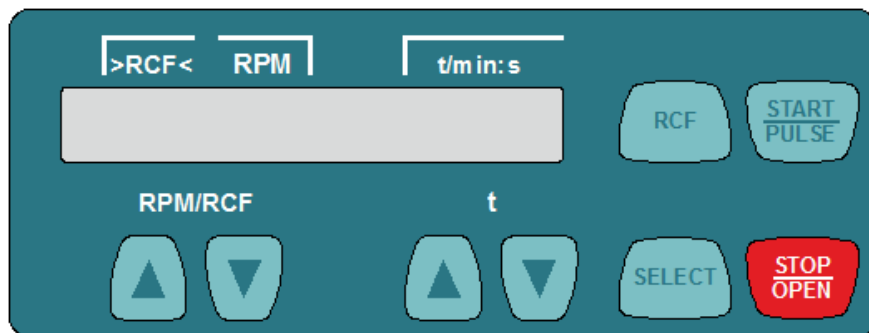 >RCF< RPM t/min:s
RCF
START
PULSE
RPM/RCF t
SELECT
STOP
OPEN